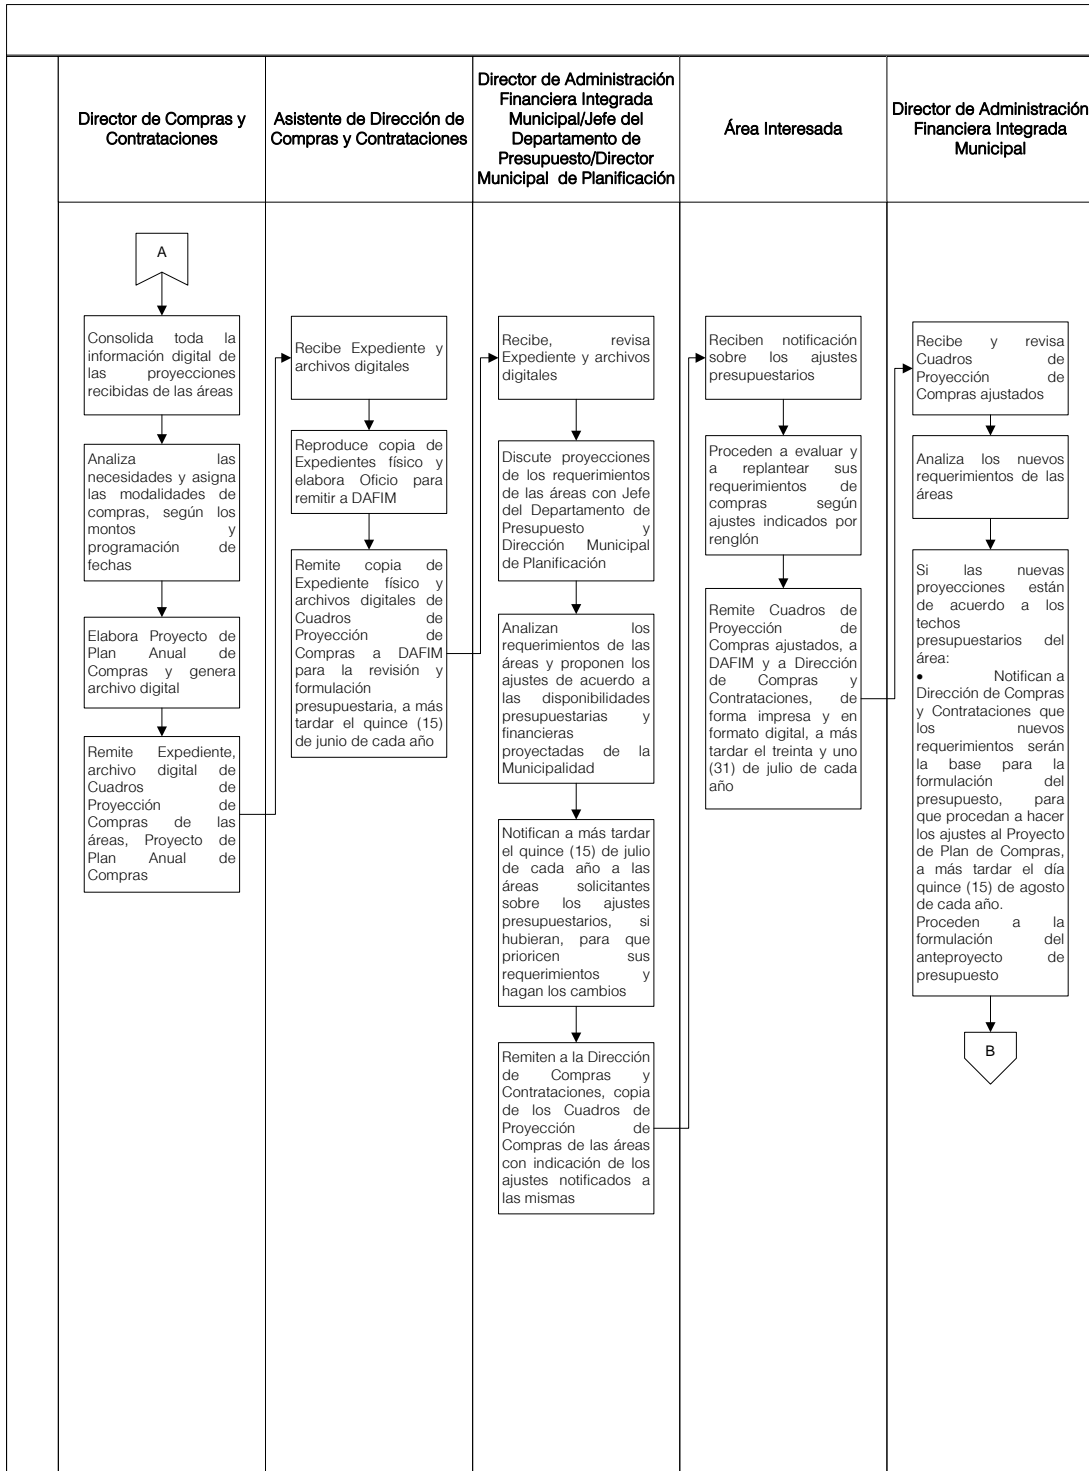 Director de Compras y
Contrataciones
Asistente de Dirección de
Compras y Contrataciones
Director de Administración
Financiera Integrada
Municipal/Jefe del
Departamento de
Presupuesto/Director
Municipal de Planificación
Área Interesada
Director de Administración
Financiera Integrada
Municipal
A
Consolida toda la
información digital de
las proyecciones
recibidas de las áreas
Analiza las
necesidades y asigna
las modalidades de
compras, según los
montos y
programación de
fechas
Elabora Proyecto de
Plan Anual de
Compras y genera
archivo digital
Remite Expediente,
archivo digital de
Cuadros de
Proyección de
Compras de las
áreas, Proyecto de
Plan Anual de
Compras
Recibe Expediente y
archivos digitales
Reproduce copia de
Expedientes físico y
elabora Oficio para
remitir a DAFIM
Remite copia de
Expediente físico y
archivos digitales de
Cuadros de
Proyección de
Compras a DAFIM
para la revisión y
formulación
presupuestaria, a más
tardar el quince (15)
de junio de cada año
Recibe, revisa
Expediente y archivos
digitales
Discute proyecciones
de los requerimientos
de las áreas con Jefe
del Departamento de
Presupuesto y
Dirección Municipal
de Planificación
Analizan los
requerimientos de las
áreas y proponen los
ajustes de acuerdo a
las disponibilidades
presupuestarias y
financieras
proyectadas de la
Municipalidad
Notifican a más tardar
el quince (15) de julio
de cada año a las
áreas solicitantes
sobre los ajustes
presupuestarios, si
hubieran, para que
prioricen sus
requerimientos y
hagan los cambios
Remiten a la Dirección
de Compras y
Contrataciones, copia
de los Cuadros de
Proyección de
Compras de las áreas
con indicación de los
ajustes notificados a
las mismas
Reciben notificación
sobre los ajustes
presupuestarios
Proceden a evaluar y
a replantear sus
requerimientos de
compras según
ajustes indicados por
renglón
Remite Cuadros de
Proyección de
Compras ajustados, a
DAFIM y a Dirección
de Compras y
Contrataciones, de
forma impresa y en
formato digital, a más
tardar el treinta y uno
(31) de julio de cada
año
Recibe y revisa
Cuadros de
Proyección de
Compras ajustados
Analiza los nuevos
requerimientos de las
áreas
Si las nuevas
proyecciones están
de acuerdo a los
techos
presupuestarios del
área:
• Notifican a
Dirección de Compras
y Contrataciones que
los nuevos
requerimientos serán
la base para la
formulación del
presupuesto, para
que procedan a hacer
los ajustes al Proyecto
de Plan de Compras,
a más tardar el día
quince (15) de agosto
de cada año.
Proceden a la
formulación del
anteproyecto de
presupuesto
B